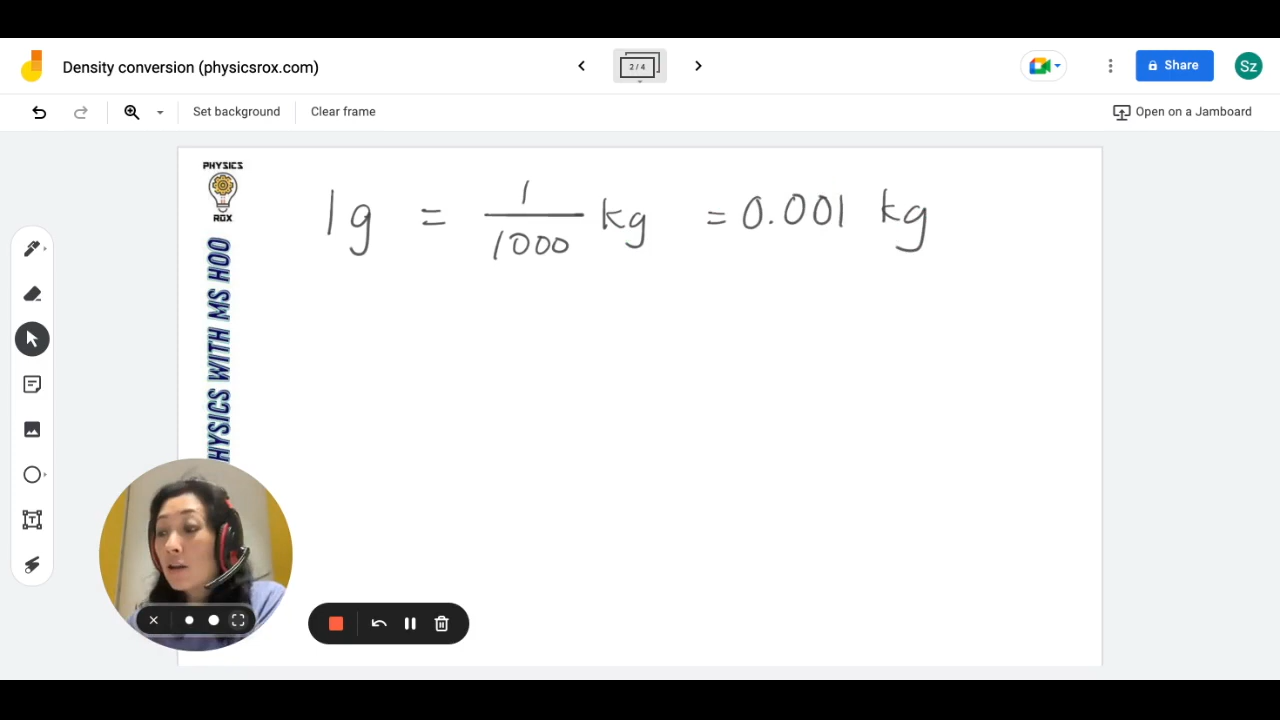 Density conversion (physicsrox.com)
2 / 4
Share
Sz
Set background
Clear frame
Open on a Jamboard
PHYSICS
ROX
1g = 1/1000 kg = 0.001 kg
HYSICS WITH MS HOO
T